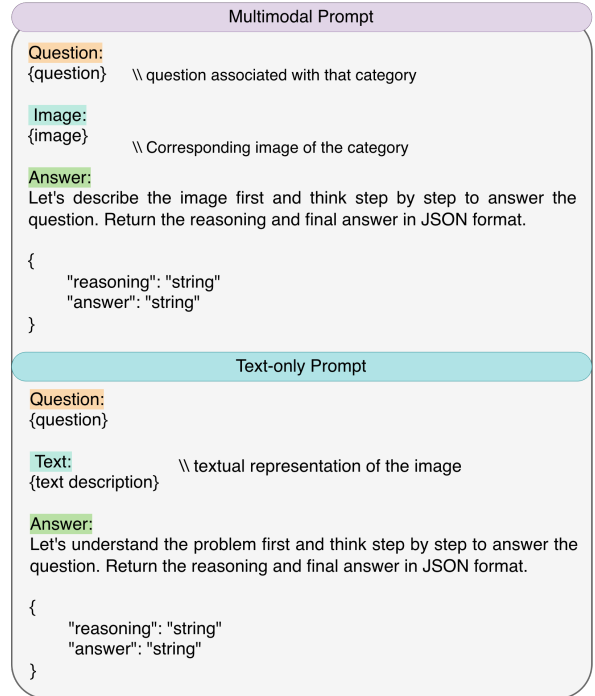 Multimodal Prompt
Question:
{question} \\ question associated with that category
Image:
{image}
\\ Corresponding image of the category
Answer:
Let's describe the image first and think step by step to answer the
question. Return the reasoning and final answer in JSON format.
{
"reasoning": "string"
"answer": "string"
}
Text-only Prompt
Question:
{question}
Text: \\ textual representation of the image
{text description}
Answer:
Let's understand the problem first and think step by step to answer the
question. Return the reasoning and final answer in JSON format.
{
"reasoning": "string"
"answer": "string"
}